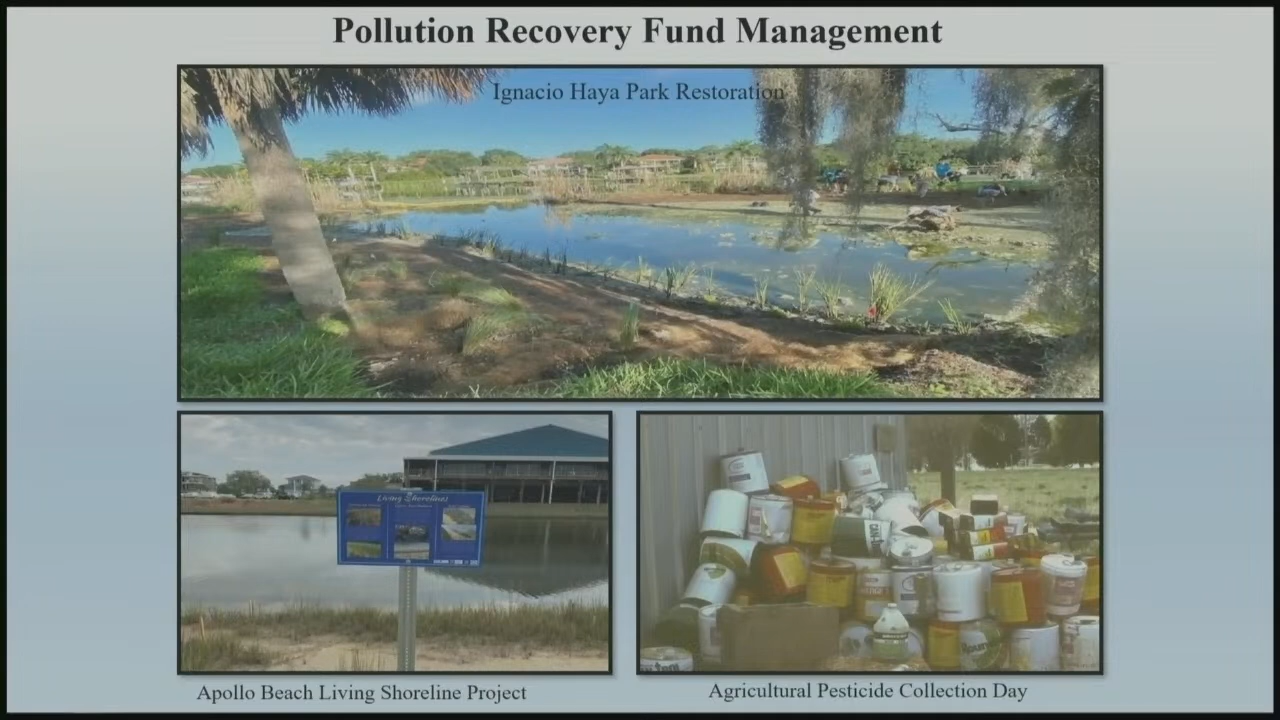 Pollution Recovery Fund Management
Ignacio Haya Park Restoration
Living Shorelines
Apollo Beach Living Shoreline Project
Agricultural Pesticide Collection Day